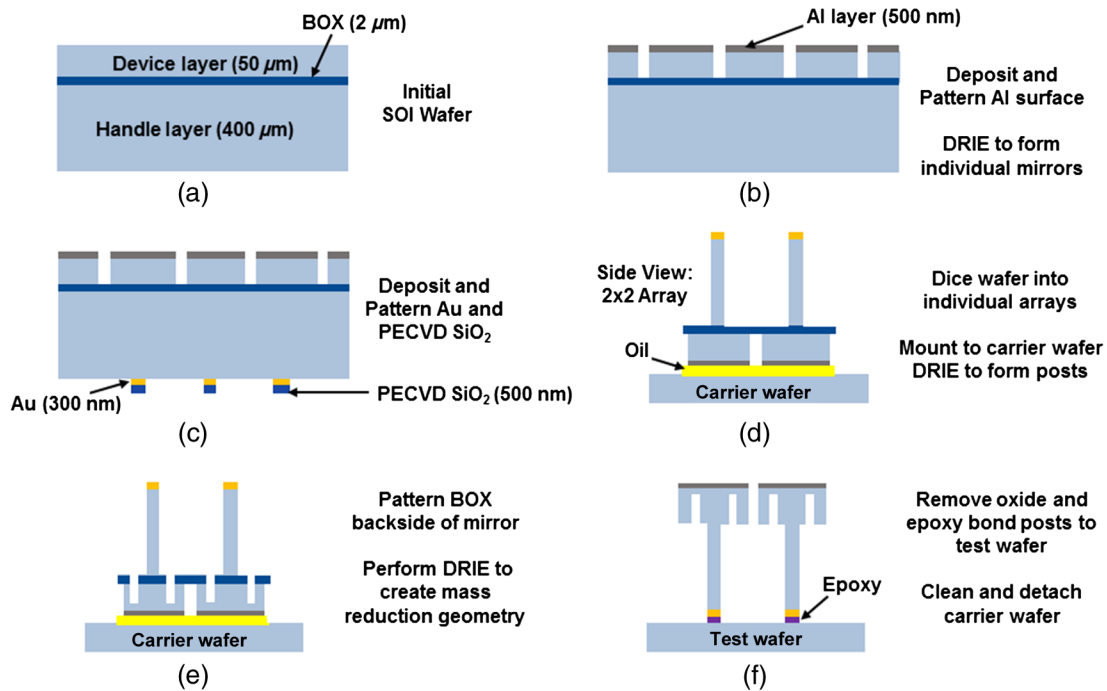 BOX (2 µm)
Device layer (50 µm)
Handle layer (400 µm)
Initial
SOI Wafer
(a)
Al layer (500 nm)
Deposit and
Pattern Al surface
DRIE to form
individual mirrors
(b)
Deposit and
Pattern Au and
PECVD SiO₂
Au (300 nm)
PECVD SiO₂ (500 nm)
(c)
Side View:
2x2 Array
Oil
Carrier wafer
Dice wafer into
individual arrays
Mount to carrier wafer
DRIE to form posts
(d)
Pattern BOX
backside of mirror
Perform DRIE to
create mass
reduction geometry
Carrier wafer
(e)
Remove oxide and
epoxy bond posts to
test wafer
Epoxy
Clean and detach
carrier wafer
Test wafer
(f)